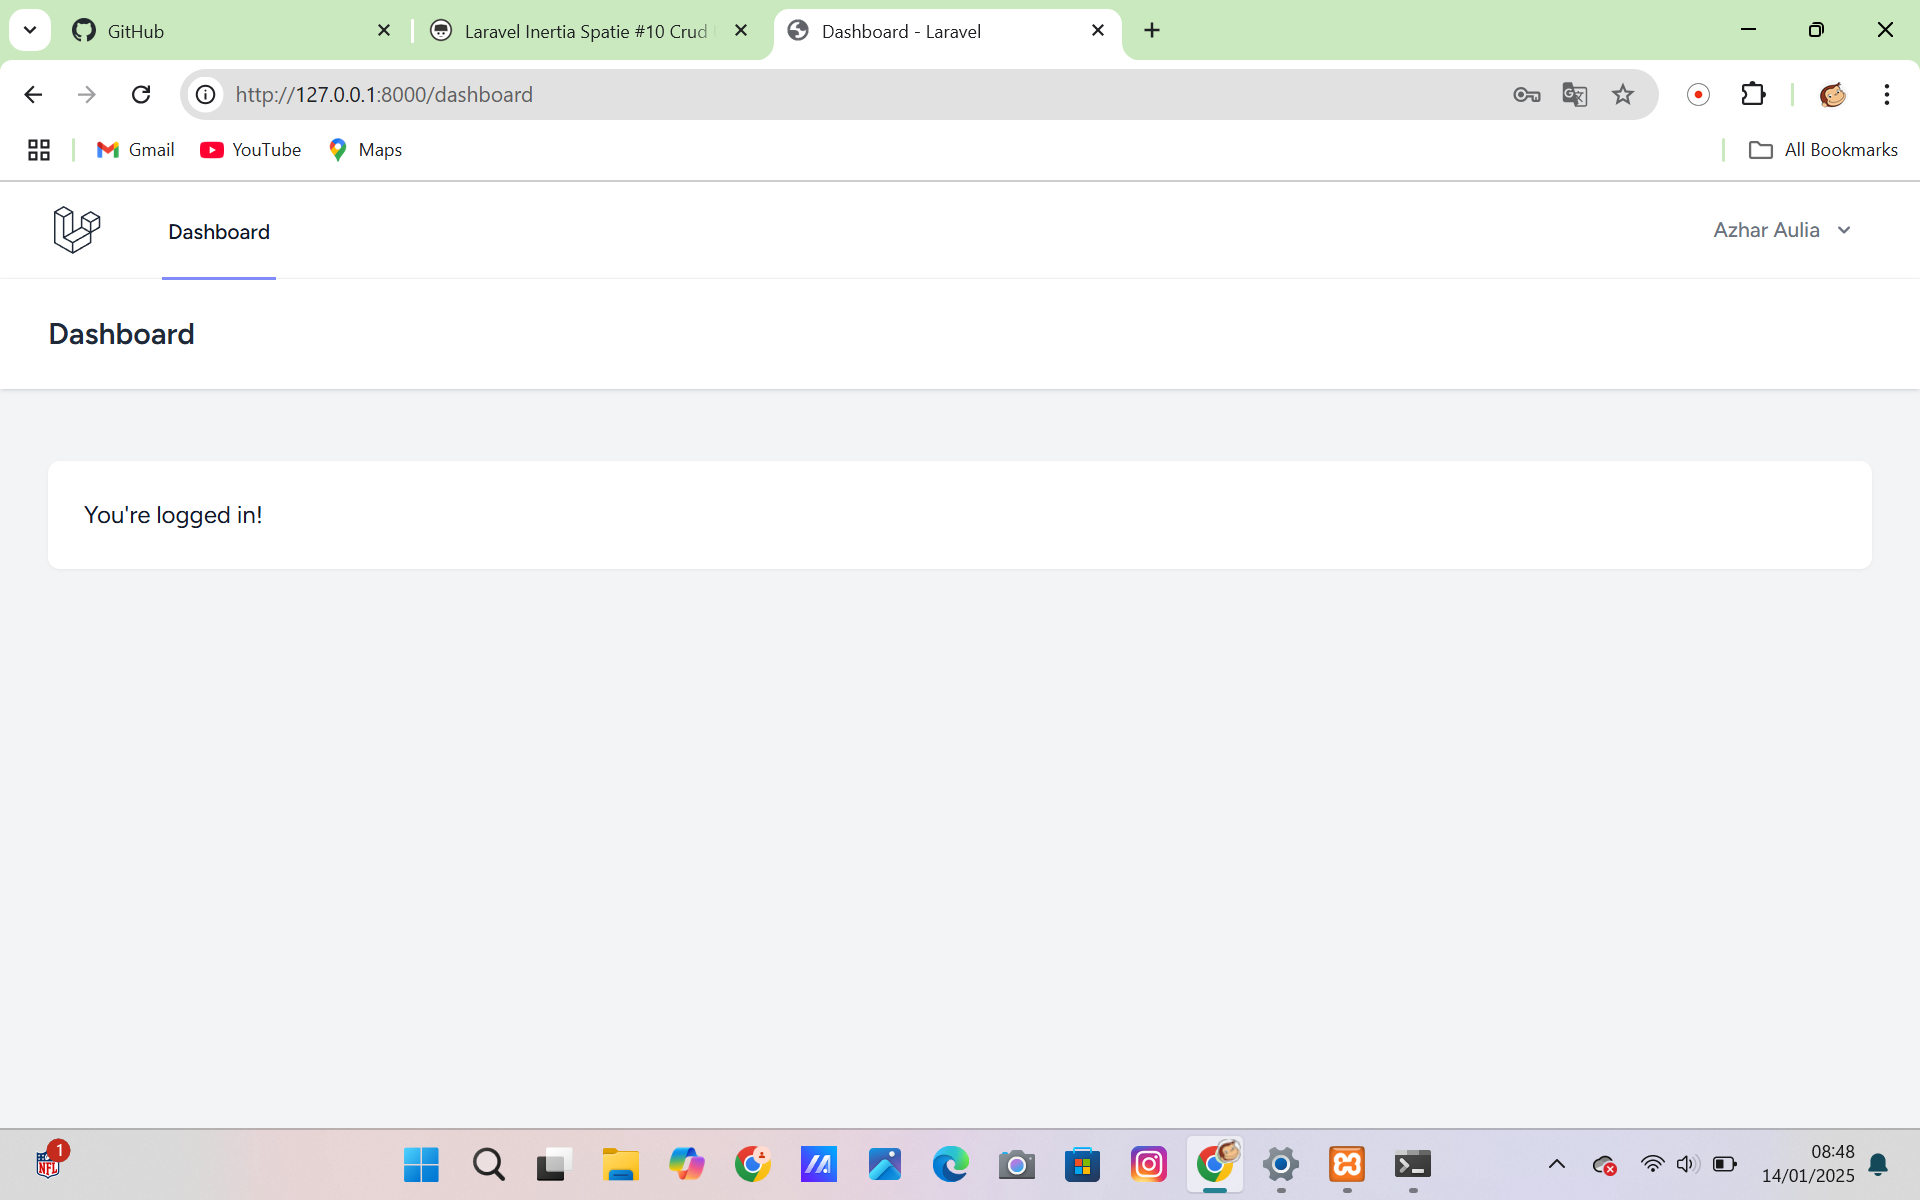 GitHub
Laravel Inertia Spatie #10 Crud
Dashboard - Laravel
http://127.0.0.1:8000/dashboard
Gmail
YouTube
Maps
All Bookmarks
Dashboard
Azhar Aulia
Dashboard
You're logged in!
1
NFL
08:48
14/01/2025